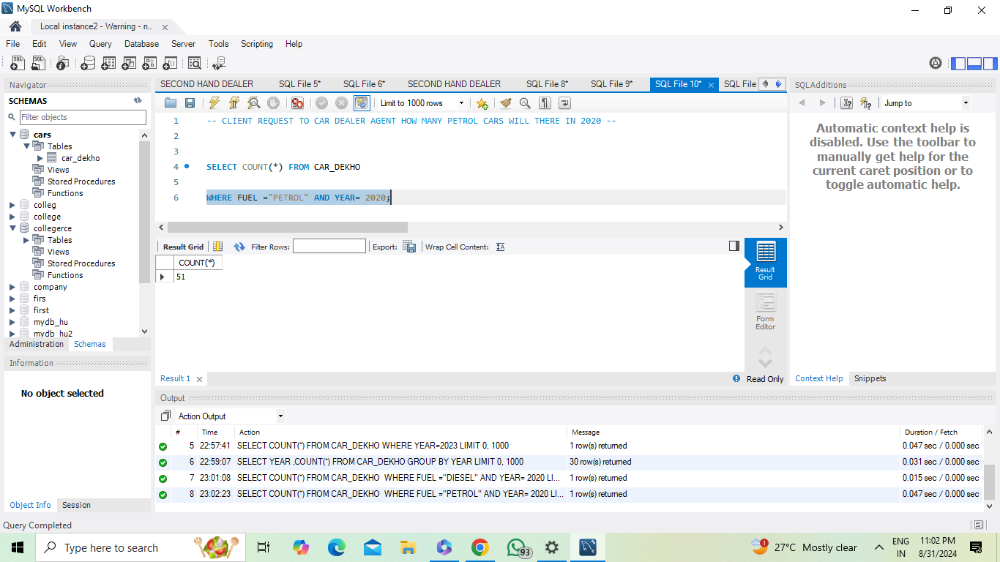 MySQL Workbench
Local instance2 - Warning - n...
File Edit View Query Database Server Tools Scripting Help
Navigator
SCHEMAS
Filter objects
cars
Tables
car_dekho
Views
Stored Procedures
Functions
colleg
college
collegerce
Tables
Views
Stored Procedures
Functions
company
firs
first
mydb_hu
mydb_hu2
Administration Schemas
Information
No object selected
Object Info Session
SECOND HAND DEALER SQL File 5* SQL File 6* SECOND HAND DEALER SQL File 8* SQL File 9* SQL File 10* SQL File
Limit to 1000 rows
1 -- CLIENT REQUEST TO CAR DEALER AGENT HOW MANY PETROL CARS WILL THERE IN 2020 --
2
3
4 SELECT COUNT(*) FROM CAR_DEKHO
5
6 WHERE FUEL ="PETROL" AND YEAR= 2020;
Result Grid Filter Rows: Export: Wrap Cell Content:
COUNT(*)
51
Result Grid
Form Editor
Result 1 Read Only
SQLAdditions
Jump to
Automatic context help is
disabled. Use the toolbar to
manually get help for the
current caret position or to
toggle automatic help.
Context Help Snippets
Output
Action Output
# Time Action Message Duration / Fetch
5 22:57:41 SELECT COUNT(*) FROM CAR_DEKHO WHERE YEAR=2023 LIMIT 0, 1000 1 row(s) returned 0.047 sec / 0.000 sec
6 22:59:07 SELECT YEAR ,COUNT(*) FROM CAR_DEKHO GROUP BY YEAR LIMIT 0, 1000 30 row(s) returned 0.031 sec / 0.000 sec
7 23:01:08 SELECT COUNT(*) FROM CAR_DEKHO  WHERE FUEL ="DIESEL" AND YEAR= 2020 LI... 1 row(s) returned 0.015 sec / 0.000 sec
8 23:02:23 SELECT COUNT(*) FROM CAR_DEKHO  WHERE FUEL ="PETROL" AND YEAR= 2020 LI... 1 row(s) returned 0.047 sec / 0.000 sec
Query Completed
Type here to search
93
1
27°C Mostly clear
ENG
IN
11:02 PM
8/31/2024